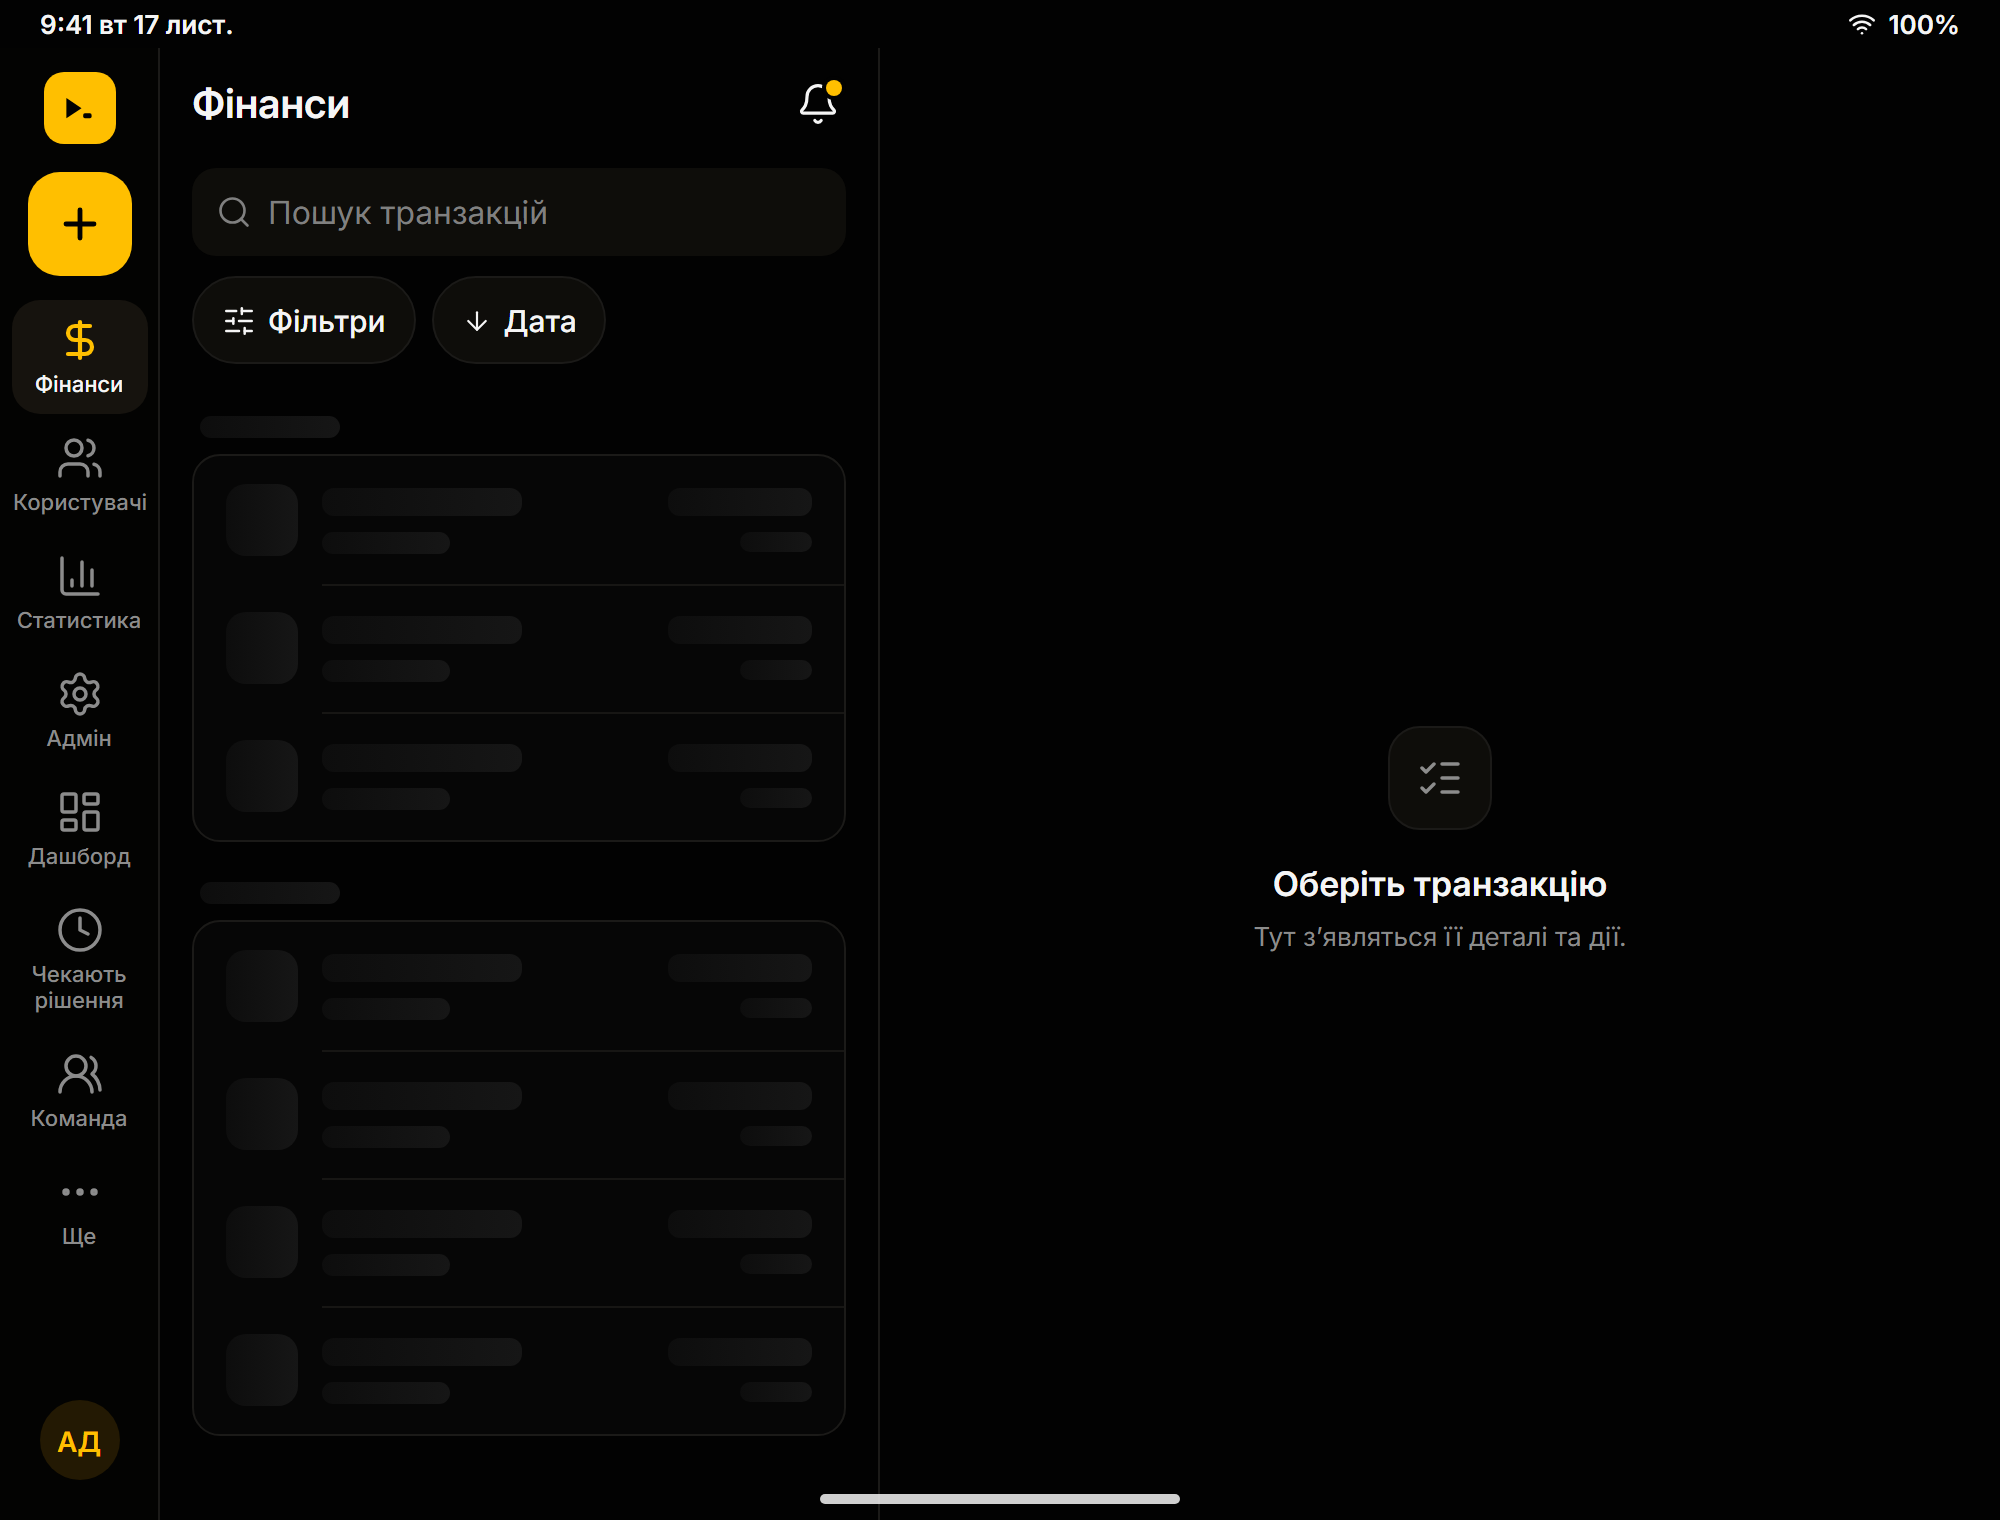 9:41 вт 17 лист.
100%
Фінанси
Пошук транзакцій
Фільтри
Дата
Фінанси
Користувачі
Статистика
Адмін
Дашборд
Чекають
рішення
Команда
Ще
АД
Оберіть транзакцію
Тут з’являться її деталі та дії.